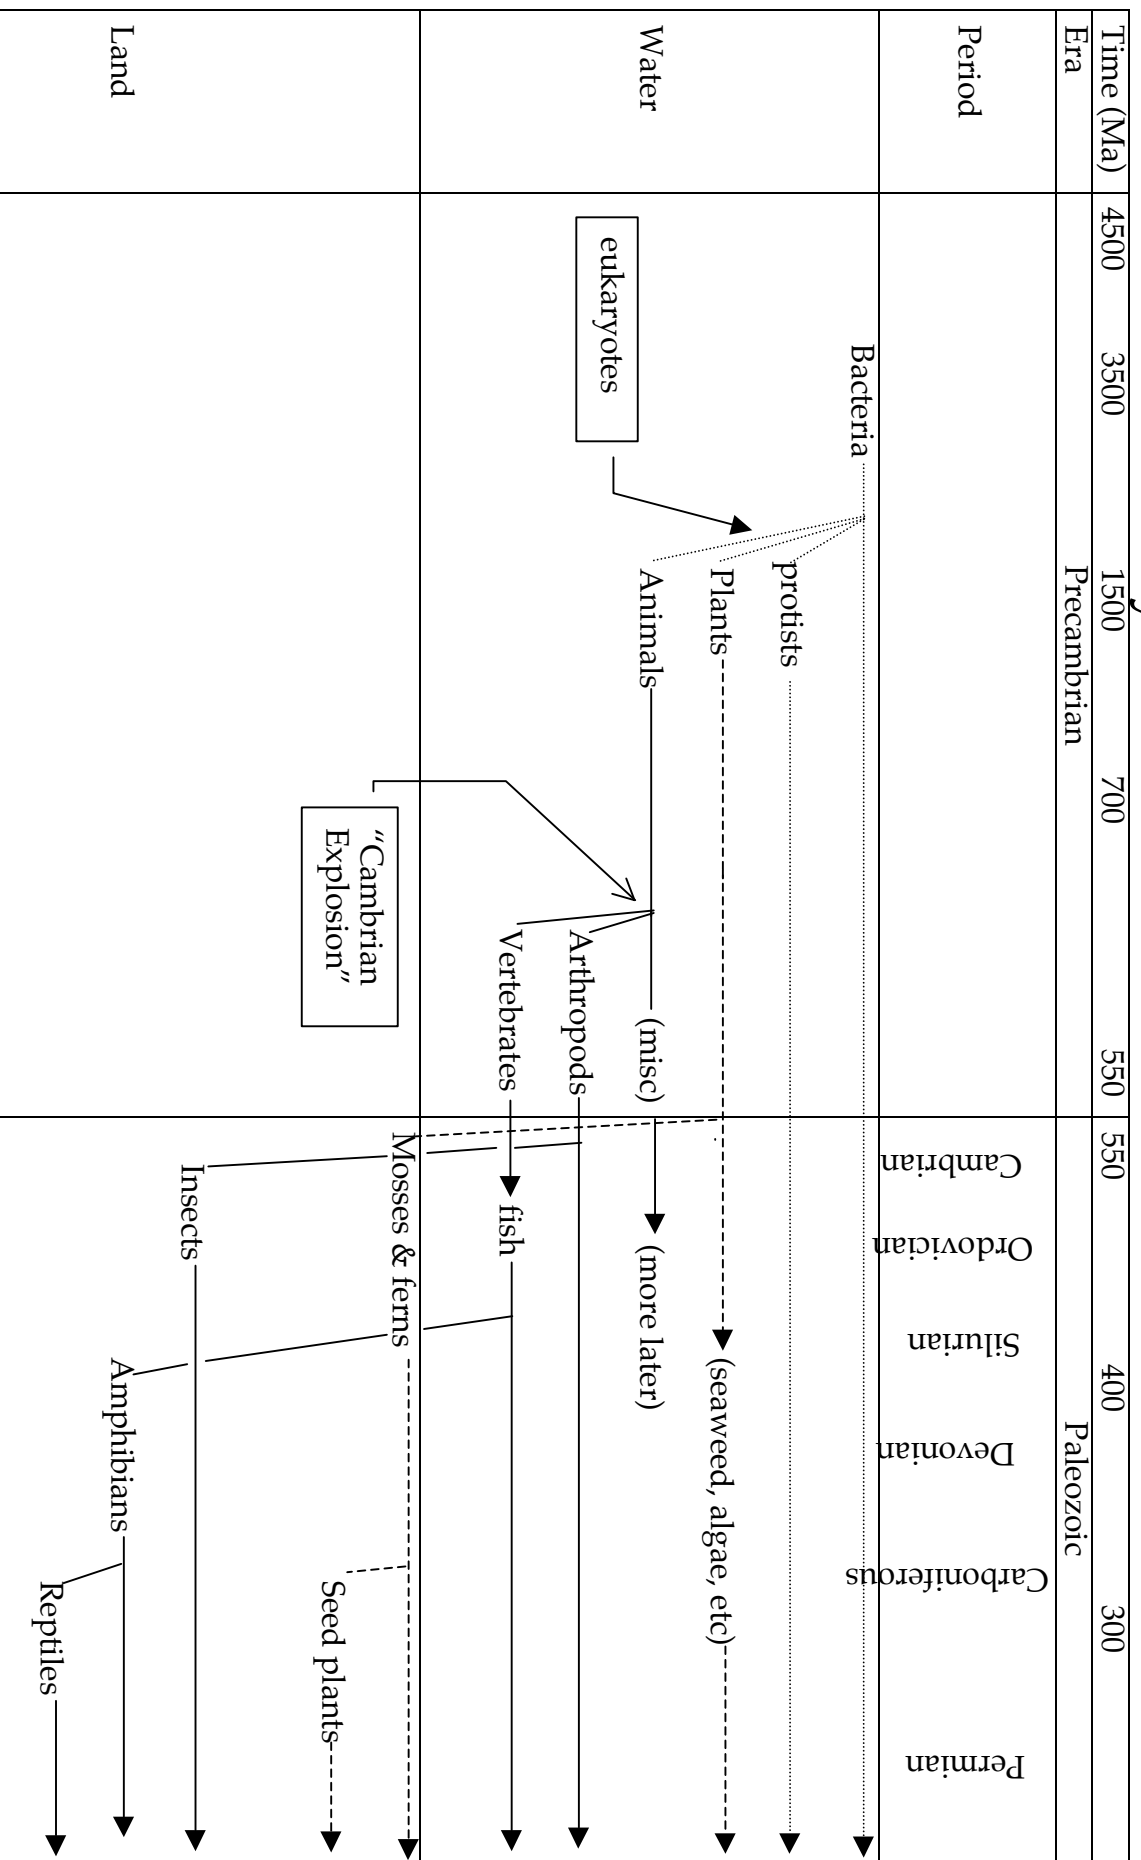 Time (Ma) 4500 3500 1500 700 550 550 400 300
Era Precambrian Paleozoic
Period Cambrian Ordovician Silurian Devonian Carboniferous Permian
Water
Bacteria
protists
Plants
(seaweed, algae, etc)
Animals
(misc)
(more later)
eukaryotes
Arthropods
Vertebrates
fish
Land
Mosses & ferns
"Cambrian
Explosion"
Seed plants
Insects
Amphibians
Reptiles